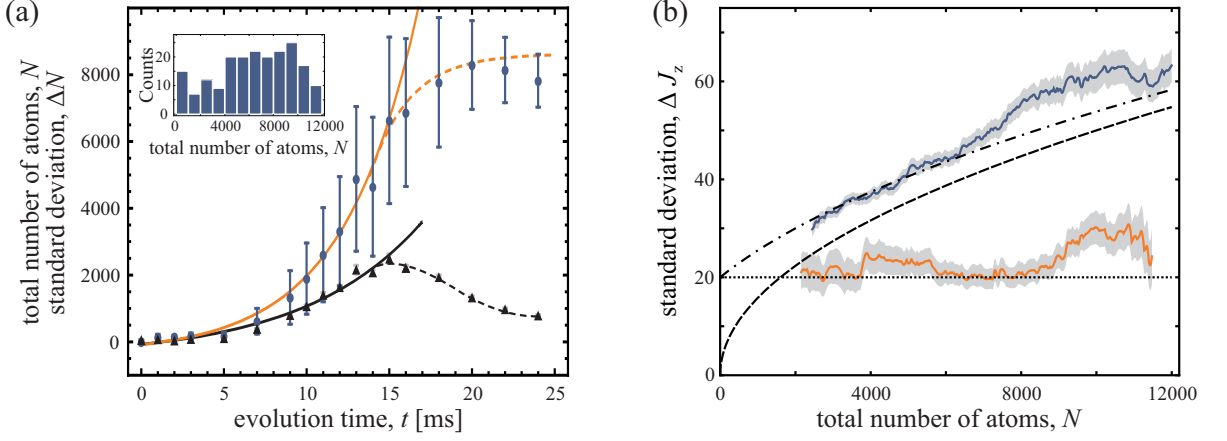 (a)
total number of atoms, N
standard deviation, ΔN
8000
6000
4000
2000
0
0
5
10
15
20
25
evolution time, t [ms]
Counts
20
10
0
0
4000
8000
12000
total number of atoms, N
(b)
standard deviation, Δ J_z
60
40
20
0
0
4000
8000
12000
total number of atoms, N